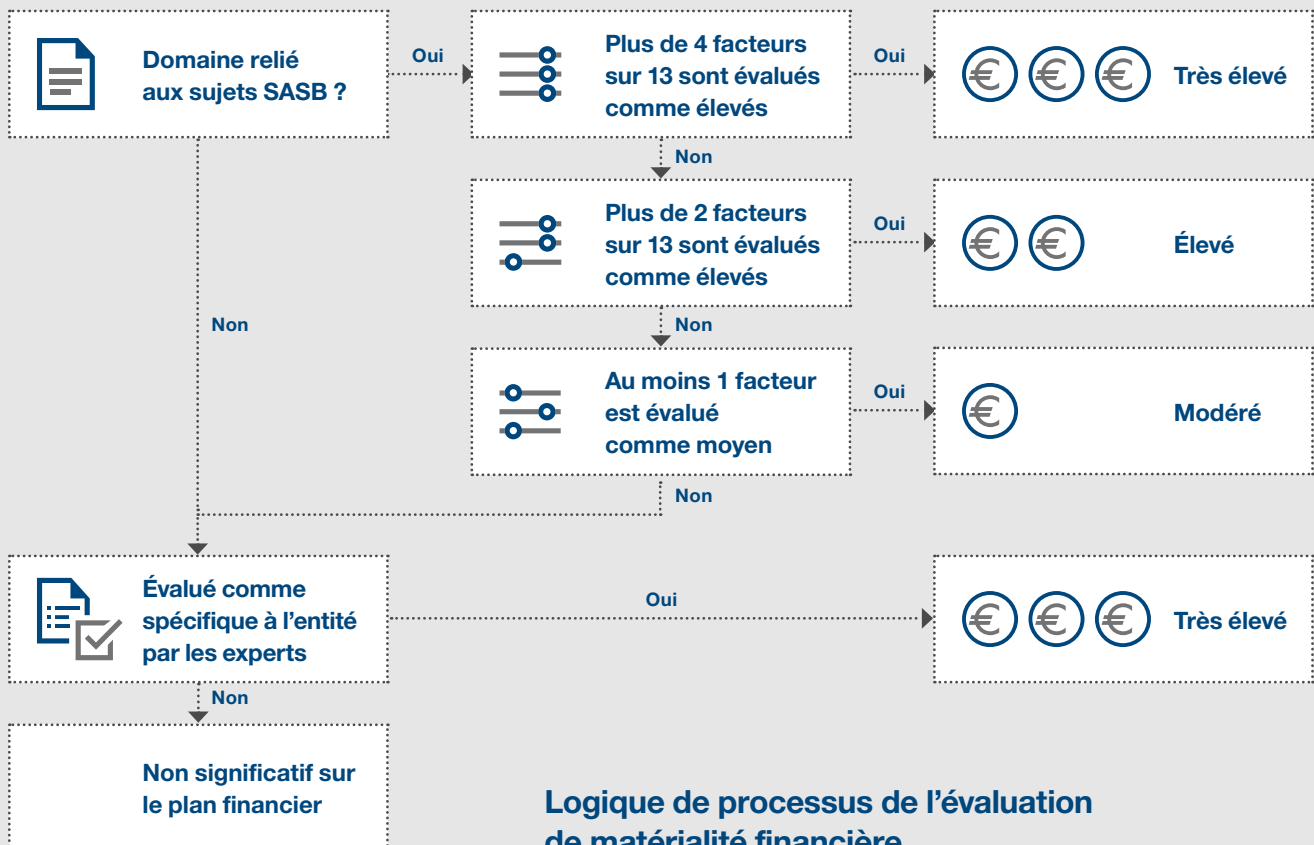 Domaine relié
aux sujets SASB ?
Oui
Plus de 4 facteurs
sur 13 sont évalués
comme élevés
Oui
€ € € Très élevé
Non
Plus de 2 facteurs
sur 13 sont évalués
comme élevés
Oui
€ € Élevé
Non
Non
Au moins 1 facteur
est évalué
comme moyen
Oui
€ Modéré
Non
Évalué comme
spécifique à l’entité
par les experts
Oui
€ € € Très élevé
Non
Non significatif sur
le plan financier
Logique de processus de l’évaluation
de matérialité financière